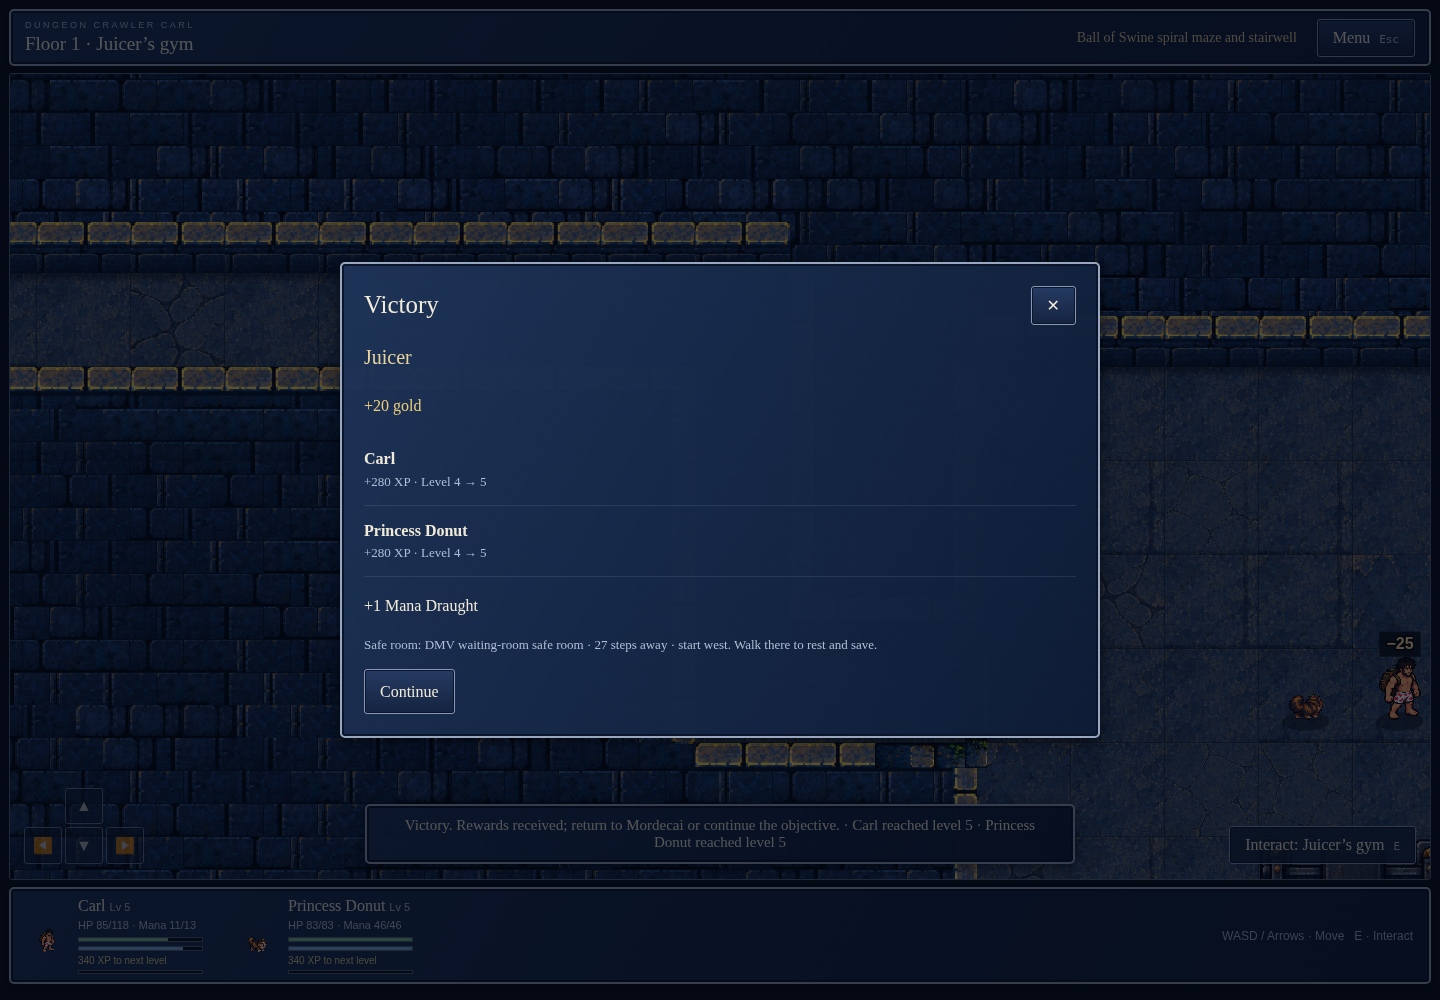 DUNGEON CRAWLER CARL
Floor 1 · Juicer’s gym
Ball of Swine spiral maze and stairwell
Menu Esc
Victory
✕
Juicer
+20 gold
Carl
+280 XP · Level 4 → 5
Princess Donut
+280 XP · Level 4 → 5
+1 Mana Draught
Safe room: DMV waiting-room safe room · 27 steps away · start west. Walk there to rest and save.
Continue
−25
Victory. Rewards received; return to Mordecai or continue the objective. · Carl reached level 5 · Princess
Donut reached level 5
Interact: Juicer’s gym E
Carl Lv 5
HP 85/118 · Mana 11/13
340 XP to next level
Princess Donut Lv 5
HP 83/83 · Mana 46/46
340 XP to next level
WASD / Arrows · Move E · Interact